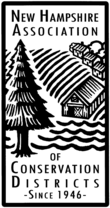 NEW HAMPSHIRE
ASSOCIATION
OF
CONSERVATION
DISTRICTS
-SINCE 1946-